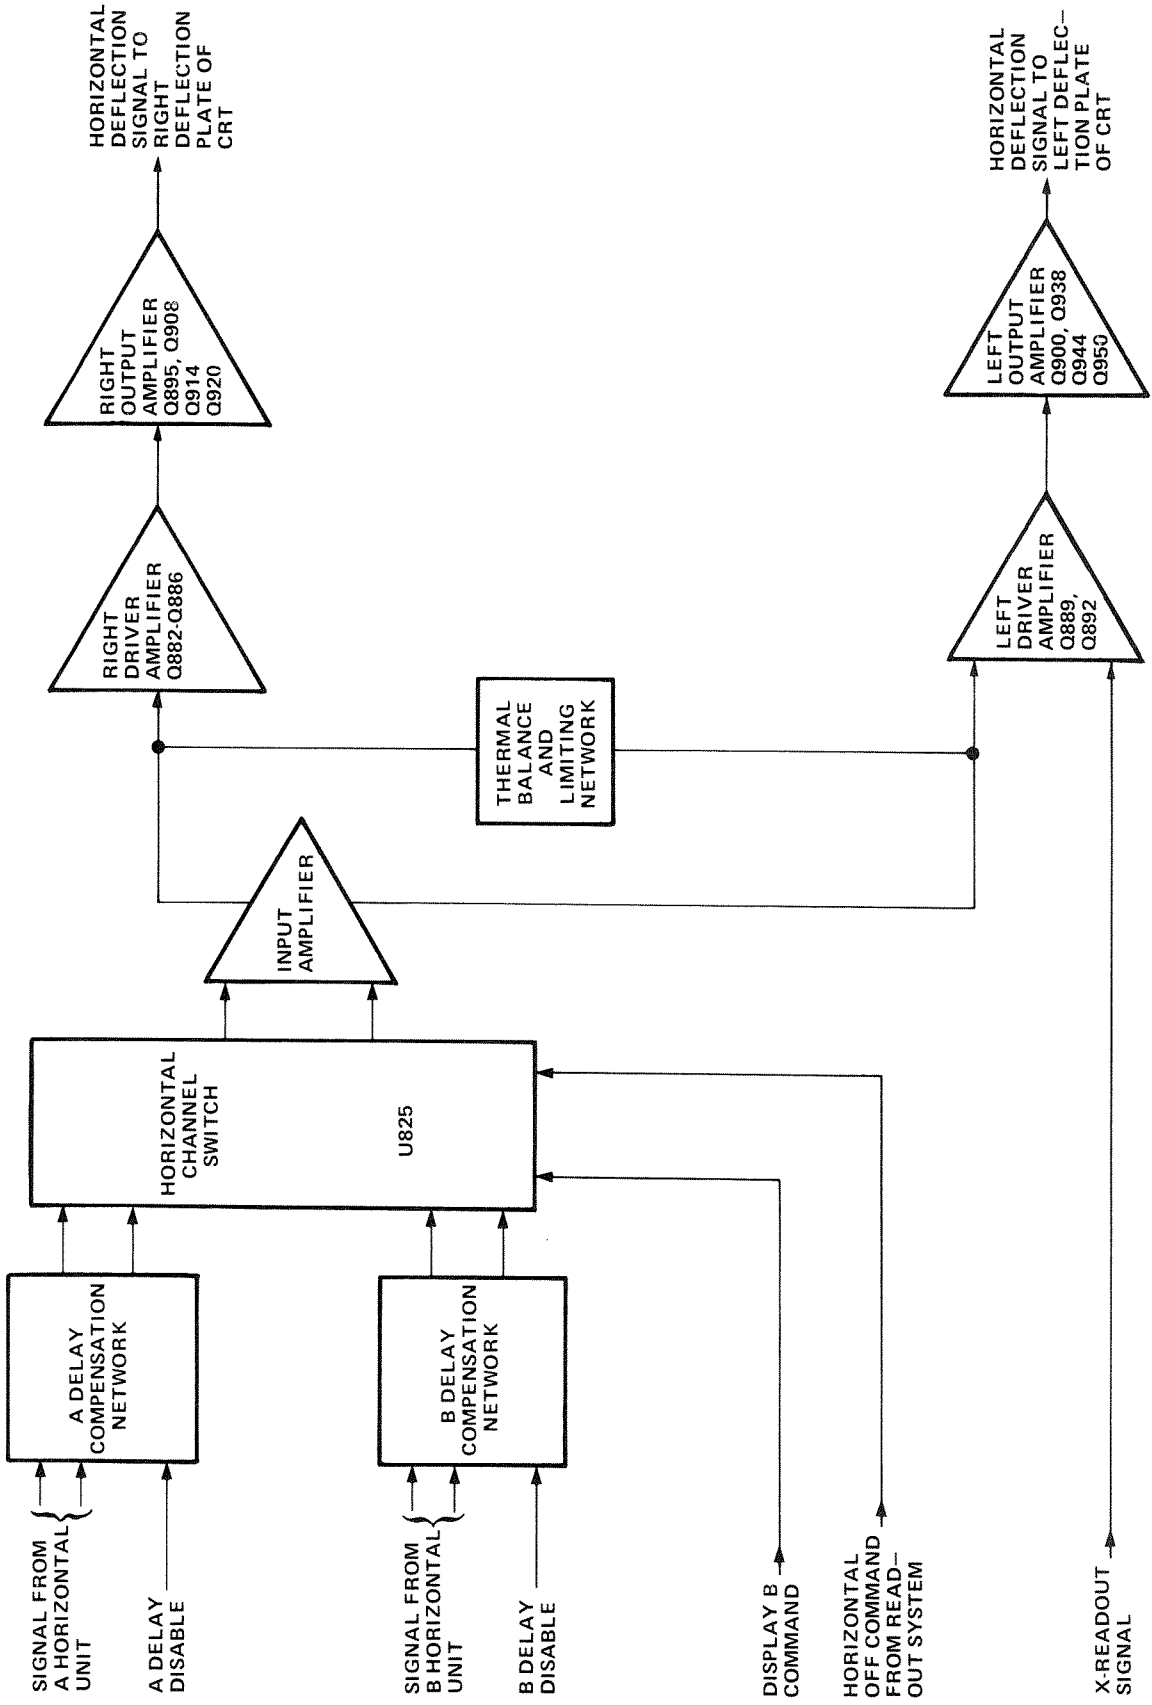 SIGNAL FROM
A HORIZONTAL
UNIT
A DELAY
DISABLE
SIGNAL FROM
B HORIZONTAL
UNIT
B DELAY
DISABLE
DISPLAY B
COMMAND
HORIZONTAL
OFF COMMAND
FROM READ—
OUT SYSTEM
X-READOUT
SIGNAL
A DELAY
COMPENSATION
NETWORK
B DELAY
COMPENSATION
NETWORK
HORIZONTAL
CHANNEL
SWITCH
U825
INPUT
AMPLIFIER
THERMAL
BALANCE
AND
LIMITING
NETWORK
RIGHT
DRIVER
AMPLIFIER
Q882-Q886
LEFT
DRIVER
AMPLIFIER
Q889,
Q892
RIGHT
OUTPUT
AMPLIFIER
Q895, Q908
Q914
Q920
LEFT
OUTPUT
AMPLIFIER
Q900, Q938
Q944
Q950
HORIZONTAL
DEFLECTION
SIGNAL TO
RIGHT
DEFLECTION
PLATE OF
CRT
HORIZONTAL
DEFLECTION
SIGNAL TO
LEFT DEFLEC—
TION PLATE
OF CRT